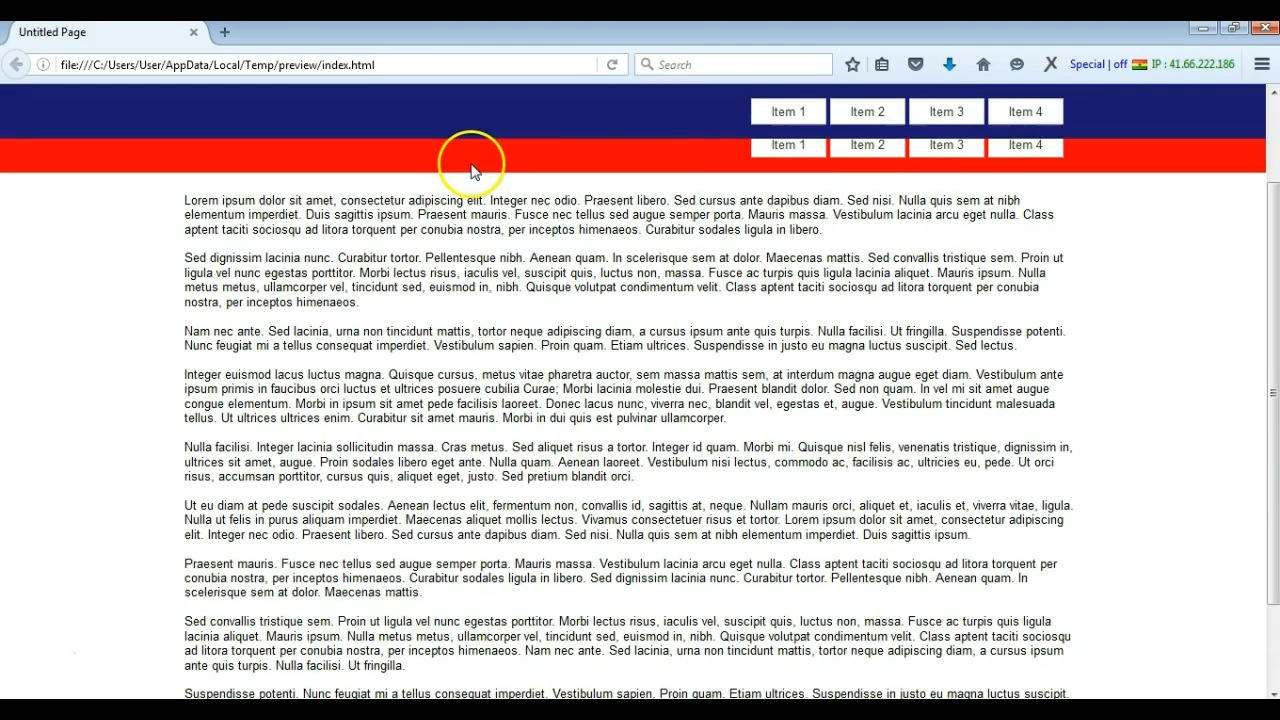 Untitled Page
file:///C:/Users/User/AppData/Local/Temp/preview/index.html
Search
Special | off IP : 41.66.222.186
Item 1 Item 2 Item 3 Item 4
Item 1 Item 2 Item 3 Item 4
Lorem ipsum dolor sit amet, consectetur adipiscing elit. Integer nec odio. Praesent libero. Sed cursus ante dapibus diam. Sed nisi. Nulla quis sem at nibh
elementum imperdiet. Duis sagittis ipsum. Praesent mauris. Fusce nec tellus sed augue semper porta. Mauris massa. Vestibulum lacinia arcu eget nulla. Class
aptent taciti sociosqu ad litora torquent per conubia nostra, per inceptos himenaeos. Curabitur sodales ligula in libero.
Sed dignissim lacinia nunc. Curabitur tortor. Pellentesque nibh. Aenean quam. In scelerisque sem at dolor. Maecenas mattis. Sed convallis tristique sem. Proin ut
ligula vel nunc egestas porttitor. Morbi lectus risus, iaculis vel, suscipit quis, luctus non, massa. Fusce ac turpis quis ligula lacinia aliquet. Mauris ipsum. Nulla
metus metus, ullamcorper vel, tincidunt sed, euismod in, nibh. Quisque volutpat condimentum velit. Class aptent taciti sociosqu ad litora torquent per conubia
nostra, per inceptos himenaeos.
Nam nec ante. Sed lacinia, urna non tincidunt mattis, tortor neque adipiscing diam, a cursus ipsum ante quis turpis. Nulla facilisi. Ut fringilla. Suspendisse potenti.
Nunc feugiat mi a tellus consequat imperdiet. Vestibulum sapien. Proin quam. Etiam ultrices. Suspendisse in justo eu magna luctus suscipit. Sed lectus.
Integer euismod lacus luctus magna. Quisque cursus, metus vitae pharetra auctor, sem massa mattis sem, at interdum magna augue eget diam. Vestibulum ante
ipsum primis in faucibus orci luctus et ultrices posuere cubilia Curae; Morbi lacinia molestie dui. Praesent blandit dolor. Sed non quam. In vel mi sit amet augue
congue elementum. Morbi in ipsum sit amet pede facilisis laoreet. Donec lacus nunc, viverra nec, blandit vel, egestas et, augue. Vestibulum tincidunt malesuada
tellus. Ut ultrices ultrices enim. Curabitur sit amet mauris. Morbi in dui quis est pulvinar ullamcorper.
Nulla facilisi. Integer lacinia sollicitudin massa. Cras metus. Sed aliquet risus a tortor. Integer id quam. Morbi mi. Quisque nisl felis, venenatis tristique, dignissim in,
ultrices sit amet, augue. Proin sodales libero eget ante. Nulla quam. Aenean laoreet. Vestibulum nisi lectus, commodo ac, facilisis ac, ultricies eu, pede. Ut orci
risus, accumsan porttitor, cursus quis, aliquet eget, justo. Sed pretium blandit orci.
Ut eu diam at pede suscipit sodales. Aenean lectus elit, fermentum non, convallis id, sagittis at, neque. Nullam mauris orci, aliquet et, iaculis et, viverra vitae, ligula.
Nulla ut felis in purus aliquam imperdiet. Maecenas aliquet mollis lectus. Vivamus consectetuer risus et tortor. Lorem ipsum dolor sit amet, consectetur adipiscing
elit. Integer nec odio. Praesent libero. Sed cursus ante dapibus diam. Sed nisi. Nulla quis sem at nibh elementum imperdiet. Duis sagittis ipsum.
Praesent mauris. Fusce nec tellus sed augue semper porta. Mauris massa. Vestibulum lacinia arcu eget nulla. Class aptent taciti sociosqu ad litora torquent per
conubia nostra, per inceptos himenaeos. Curabitur sodales ligula in libero. Sed dignissim lacinia nunc. Curabitur tortor. Pellentesque nibh. Aenean quam. In
scelerisque sem at dolor. Maecenas mattis.
Sed convallis tristique sem. Proin ut ligula vel nunc egestas porttitor. Morbi lectus risus, iaculis vel, suscipit quis, luctus non, massa. Fusce ac turpis quis ligula
lacinia aliquet. Mauris ipsum. Nulla metus metus, ullamcorper vel, tincidunt sed, euismod in, nibh. Quisque volutpat condimentum velit. Class aptent taciti sociosqu
ad litora torquent per conubia nostra, per inceptos himenaeos. Nam nec ante. Sed lacinia, urna non tincidunt mattis, tortor neque adipiscing diam, a cursus ipsum
ante quis turpis. Nulla facilisi. Ut fringilla.
Suspendisse potenti. Nunc feugiat mi a tellus consequat imperdiet. Vestibulum sapien. Proin quam. Etiam ultrices. Suspendisse in justo eu magna luctus suscipit.